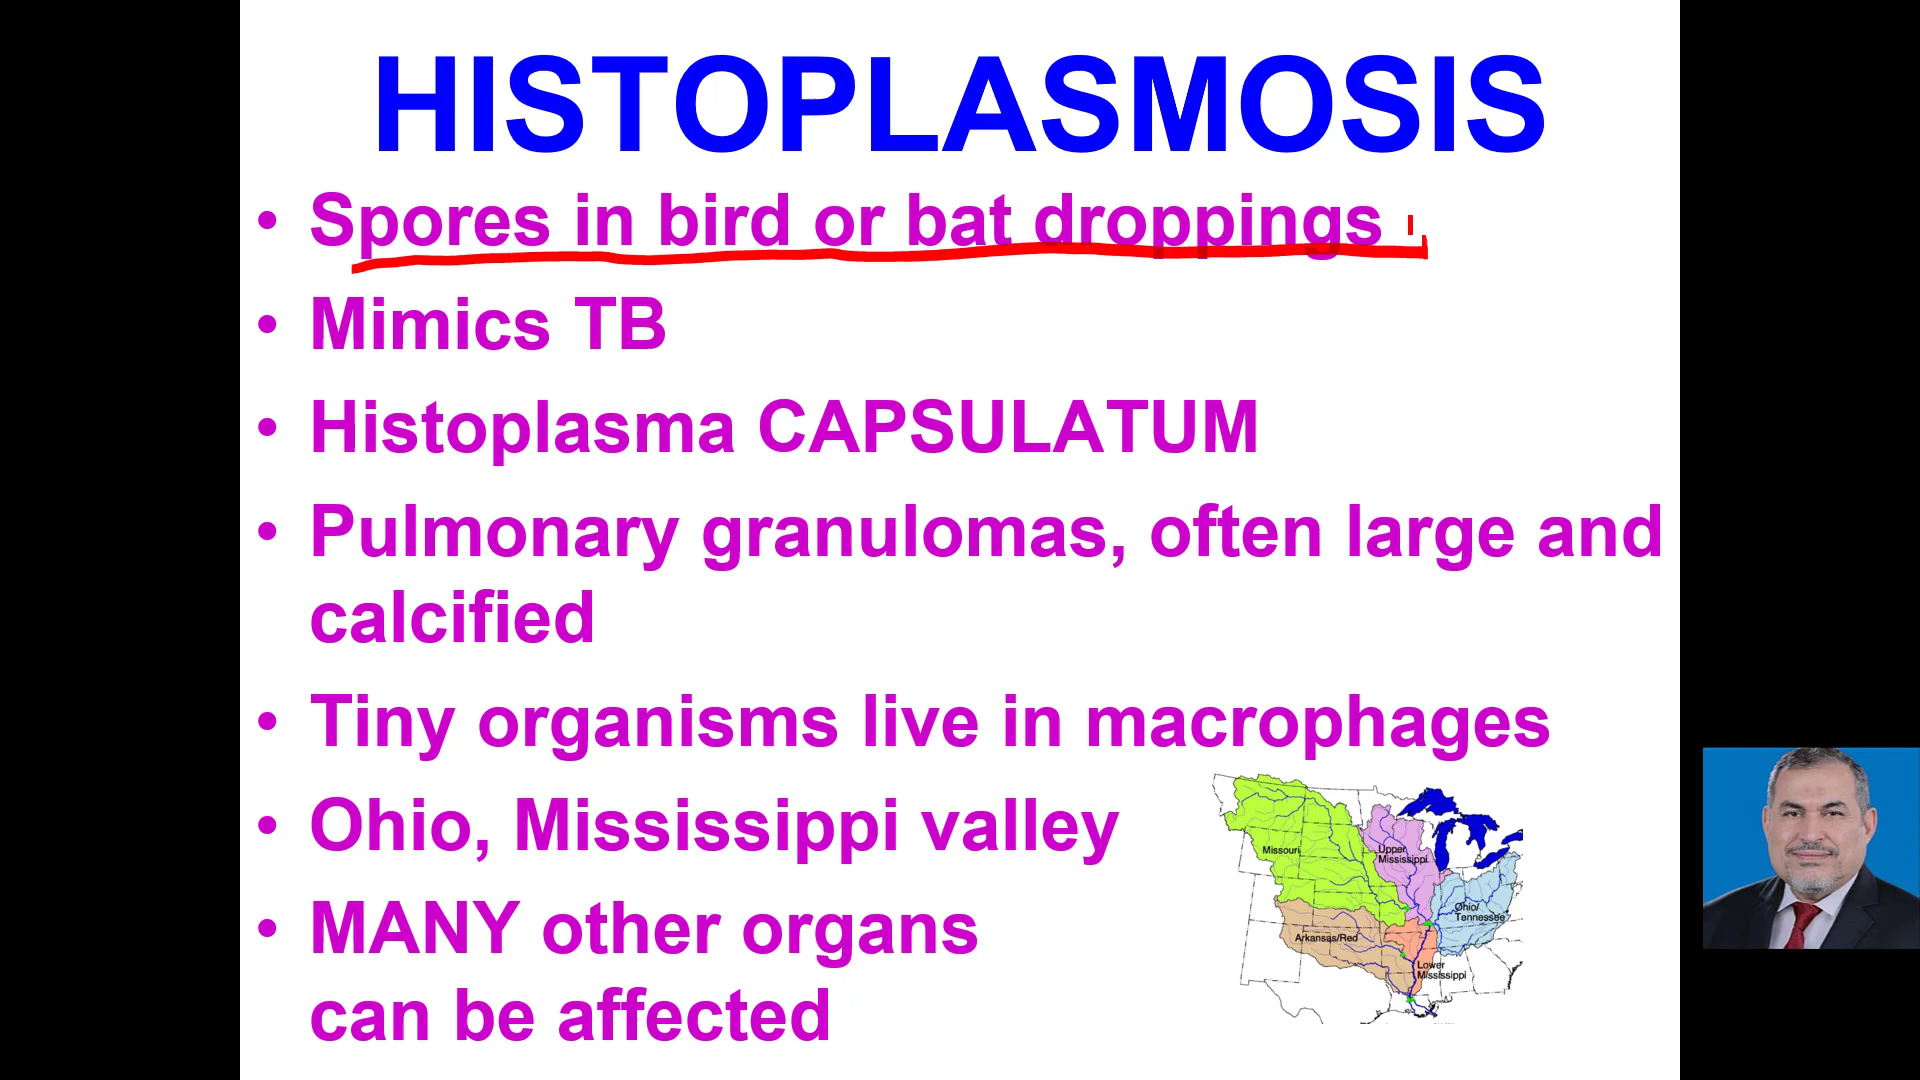 HISTOPLASMOSIS
• Spores in bird or bat droppings
• Mimics TB
• Histoplasma CAPSULATUM
• Pulmonary granulomas, often large and
calcified
• Tiny organisms live in macrophages
• Ohio, Mississippi valley
• MANY other organs
can be affected
Missouri
Upper
Mississippi
Ohio/
Tennessee
Arkansas/Red
Lower
Mississippi